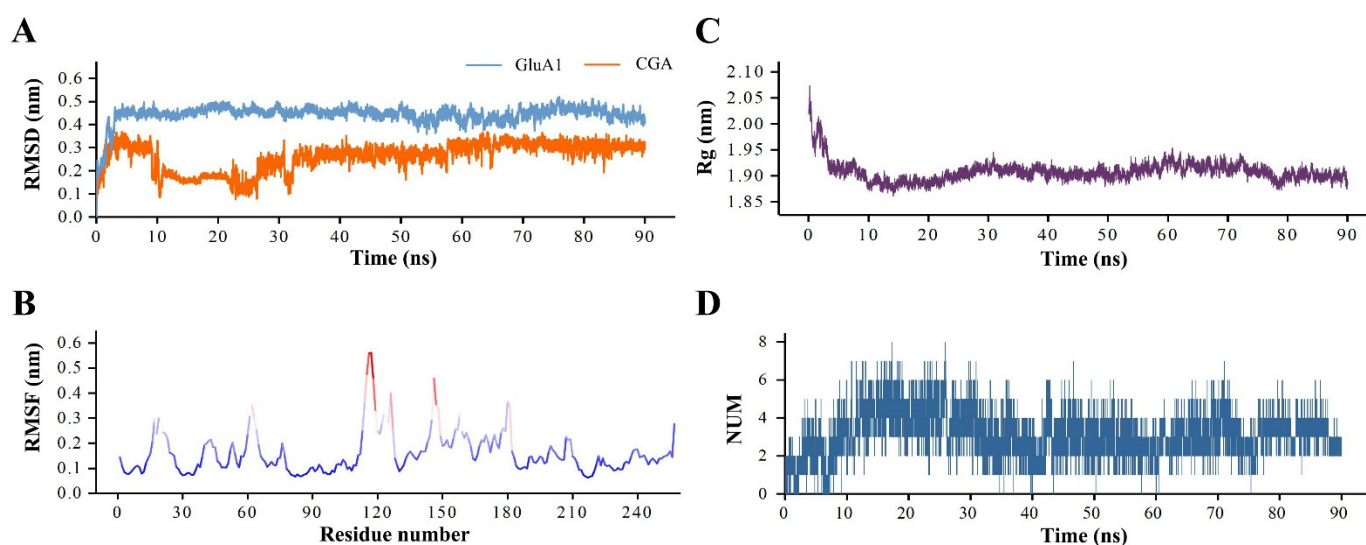 A
RMSD (nm)
GluA1
CGA
0.6
0.5
0.4
0.3
0.2
0.1
0.0
0 10 20 30 40 50 60 70 80 90
Time (ns)
C
Rg (nm)
2.10
2.05
2.00
1.95
1.90
1.85
0 10 20 30 40 50 60 70 80 90
Time (ns)
B
RMSF (nm)
0.6
0.5
0.4
0.3
0.2
0.1
0.0
0 30 60 90 120 150 180 210 240
Residue number
D
NUM
8
6
4
2
0
0 10 20 30 40 50 60 70 80 90
Time (ns)